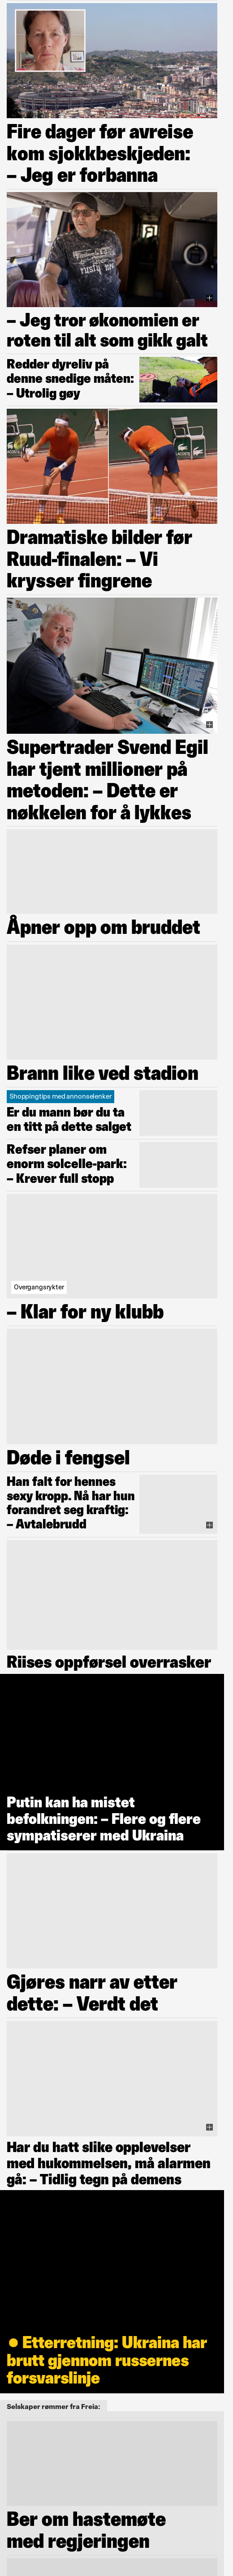 Fire dager før avreise
kom sjokkbeskjeden:
– Jeg er forbanna
– Jeg tror økonomien er
roten til alt som gikk galt
Redder dyreliv på
denne snedige måten:
– Utrolig gøy
LACOSTE
Dramatiske bilder før
Ruud-finalen: – Vi
krysser fingrene
Supertrader Svend Egil
har tjent millioner på
metoden: – Dette er
nøkkelen for å lykkes
Åpner opp om bruddet
Brann like ved stadion
Shoppingtips med annonselenker
Er du mann bør du ta
en titt på dette salget
Refser planer om
enorm solcelle-park:
– Krever full stopp
Overgangsrykter
– Klar for ny klubb
Døde i fengsel
Han falt for hennes
sexy kropp. Nå har hun
forandret seg kraftig:
– Avtalebrudd
Riises oppførsel overrasker
Putin kan ha mistet
befolkningen: – Flere og flere
sympatiserer med Ukraina
Gjøres narr av etter
dette: – Verdt det
Har du hatt slike opplevelser
med hukommelsen, må alarmen
gå: – Tidlig tegn på demens
● Etterretning: Ukraina har
brutt gjennom russernes
forsvarslinje
Selskaper rømmer fra Freia:
Ber om hastemøte
med regjeringen